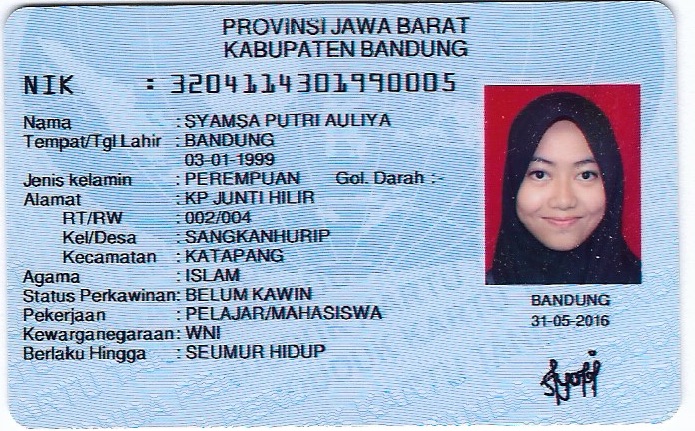 PROVINSI JAWA BARAT
KABUPATEN BANDUNG
NIK : 3204114301990005
Nama : SYAMSA PUTRI AULIYA
Tempat/Tgl Lahir : BANDUNG
03-01-1999
Jenis kelamin : PEREMPUAN Gol. Darah :-
Alamat : KP JUNTI HILIR
RT/RW : 002/004
Kel/Desa : SANGKANHURIP
Kecamatan : KATAPANG
Agama : ISLAM
Status Perkawinan: BELUM KAWIN
Pekerjaan : PELAJAR/MAHASISWA
Kewarganegaraan: WNI
Berlaku Hingga : SEUMUR HIDUP
BANDUNG
31-05-2016